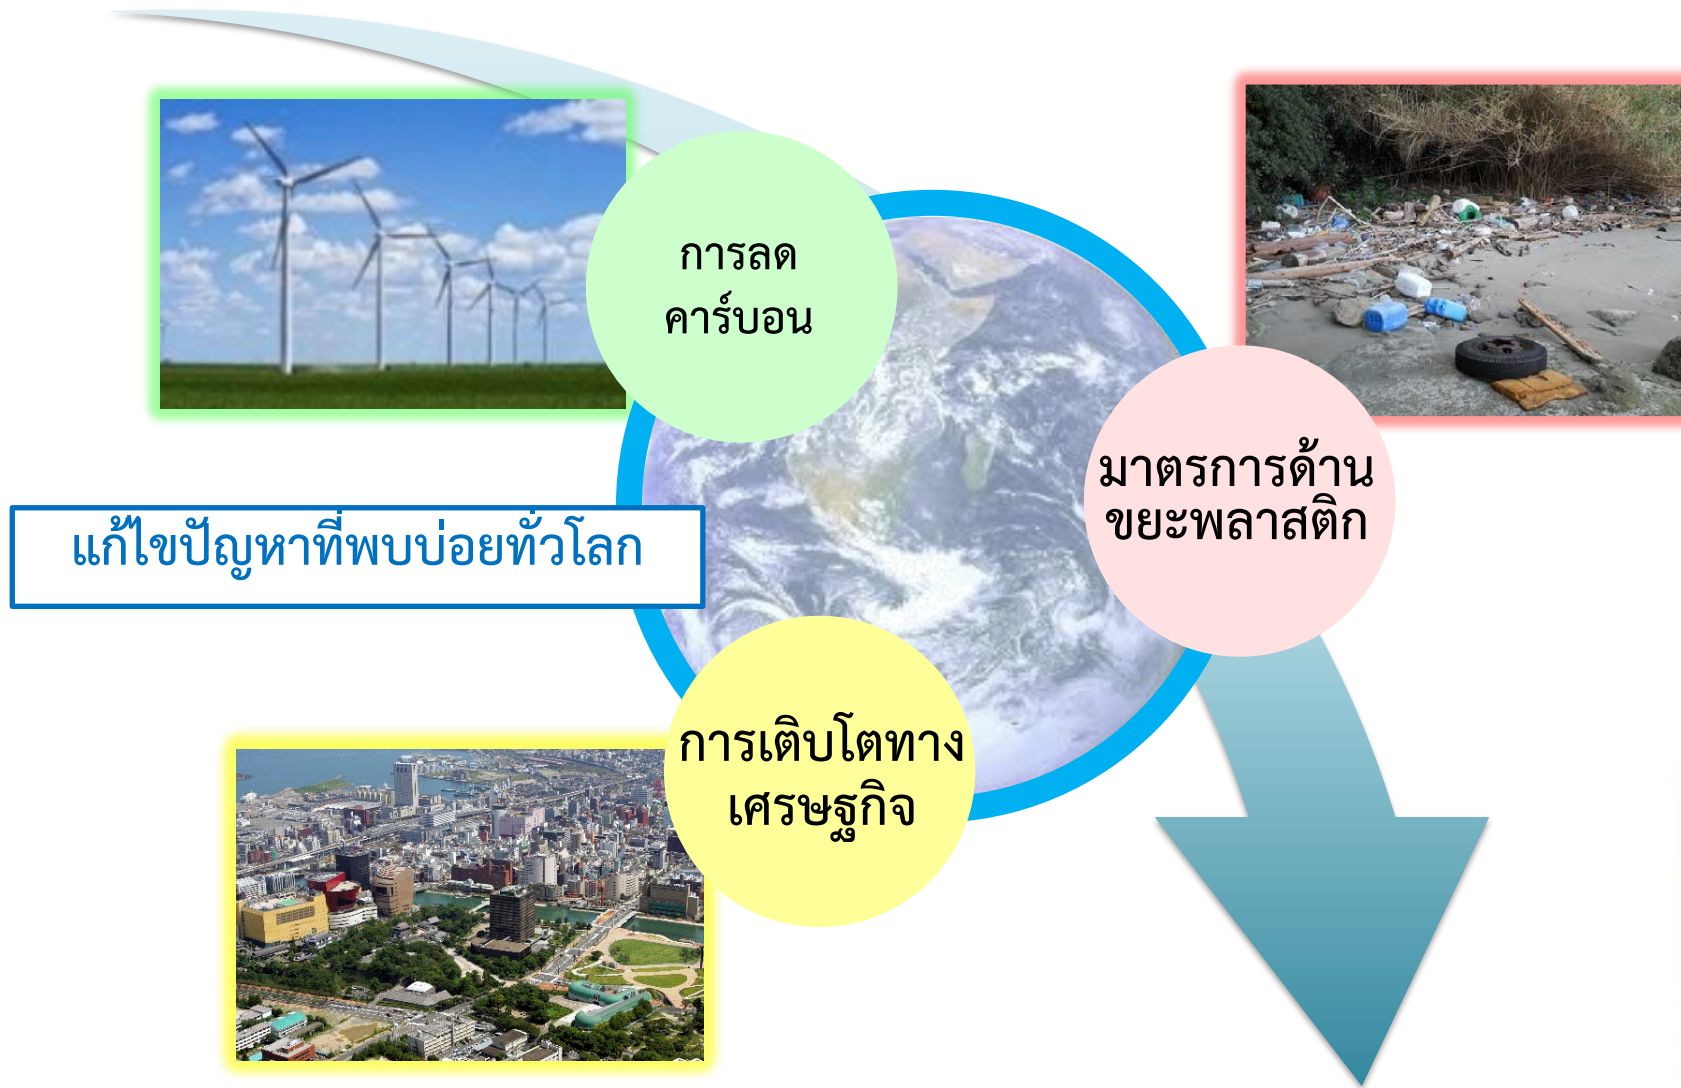 การลด
คาร์บอน
มาตรการด้าน
ขยะพลาสติก
แก้ไขปัญหาที่พบบ่อยทั่วโลก
การเติบโตทาง
เศรษฐกิจ